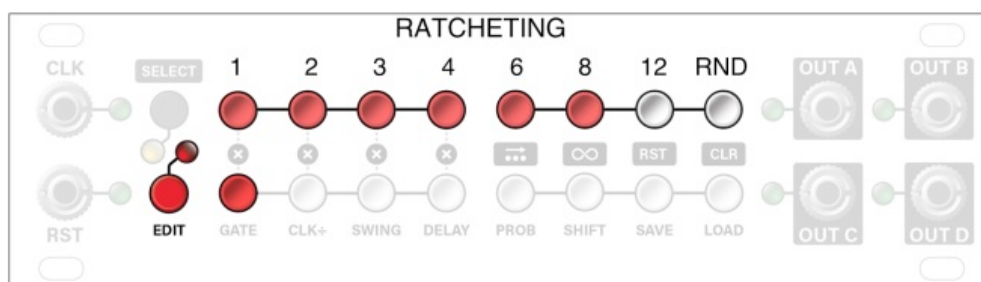 RATCHETING
CLK SELECT 1 2 3 4 6 8 12 RND OUT A OUT B
RST CLR
RST EDIT GATE CLK÷ SWING DELAY PROB SHIFT SAVE LOAD OUT C OUT D